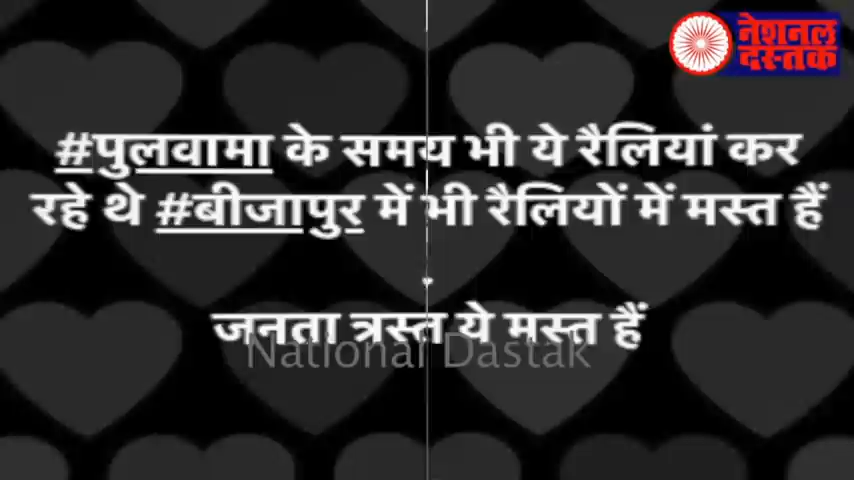 नेशनल
दस्तक
#पुलवामा के समय भी ये रैलियां कर
रहे थे #बीजापुर में भी रैलियों में मस्त हैं
.
जनता त्रस्त ये मस्त हैं
National Dastak